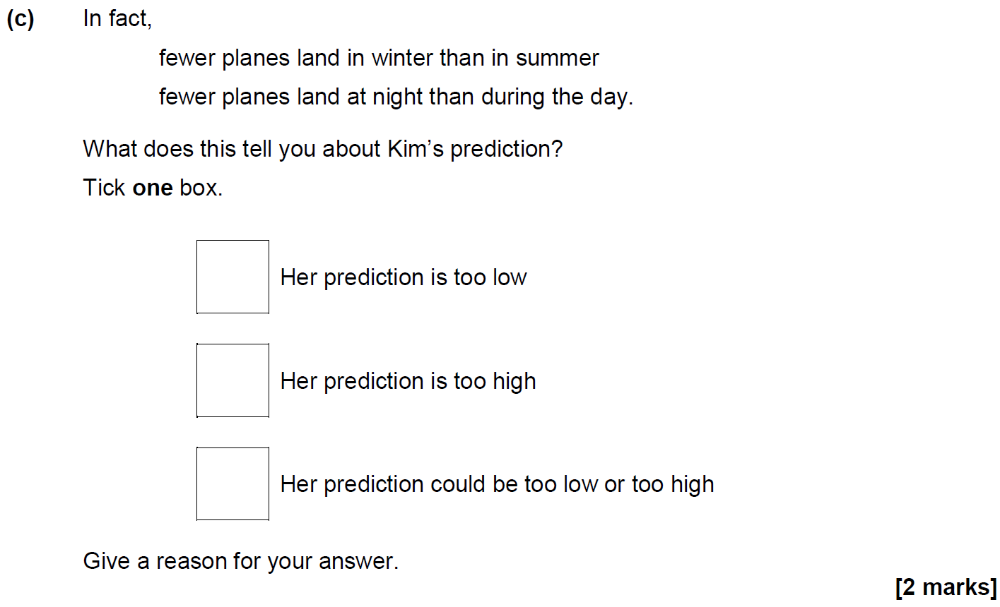 (c) In fact,
fewer planes land in winter than in summer
fewer planes land at night than during the day.
What does this tell you about Kim’s prediction?
Tick one box.
Her prediction is too low
Her prediction is too high
Her prediction could be too low or too high
Give a reason for your answer.
[2 marks]